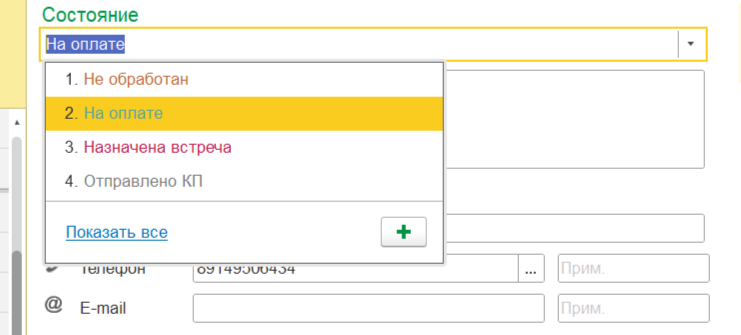 Состояние
На оплате
1. Не обработан
2. На оплате
3. Назначена встреча
4. Отправлено КП
Показать все
Телефон 89149506434 ... Прим.
@ E-mail Прим.